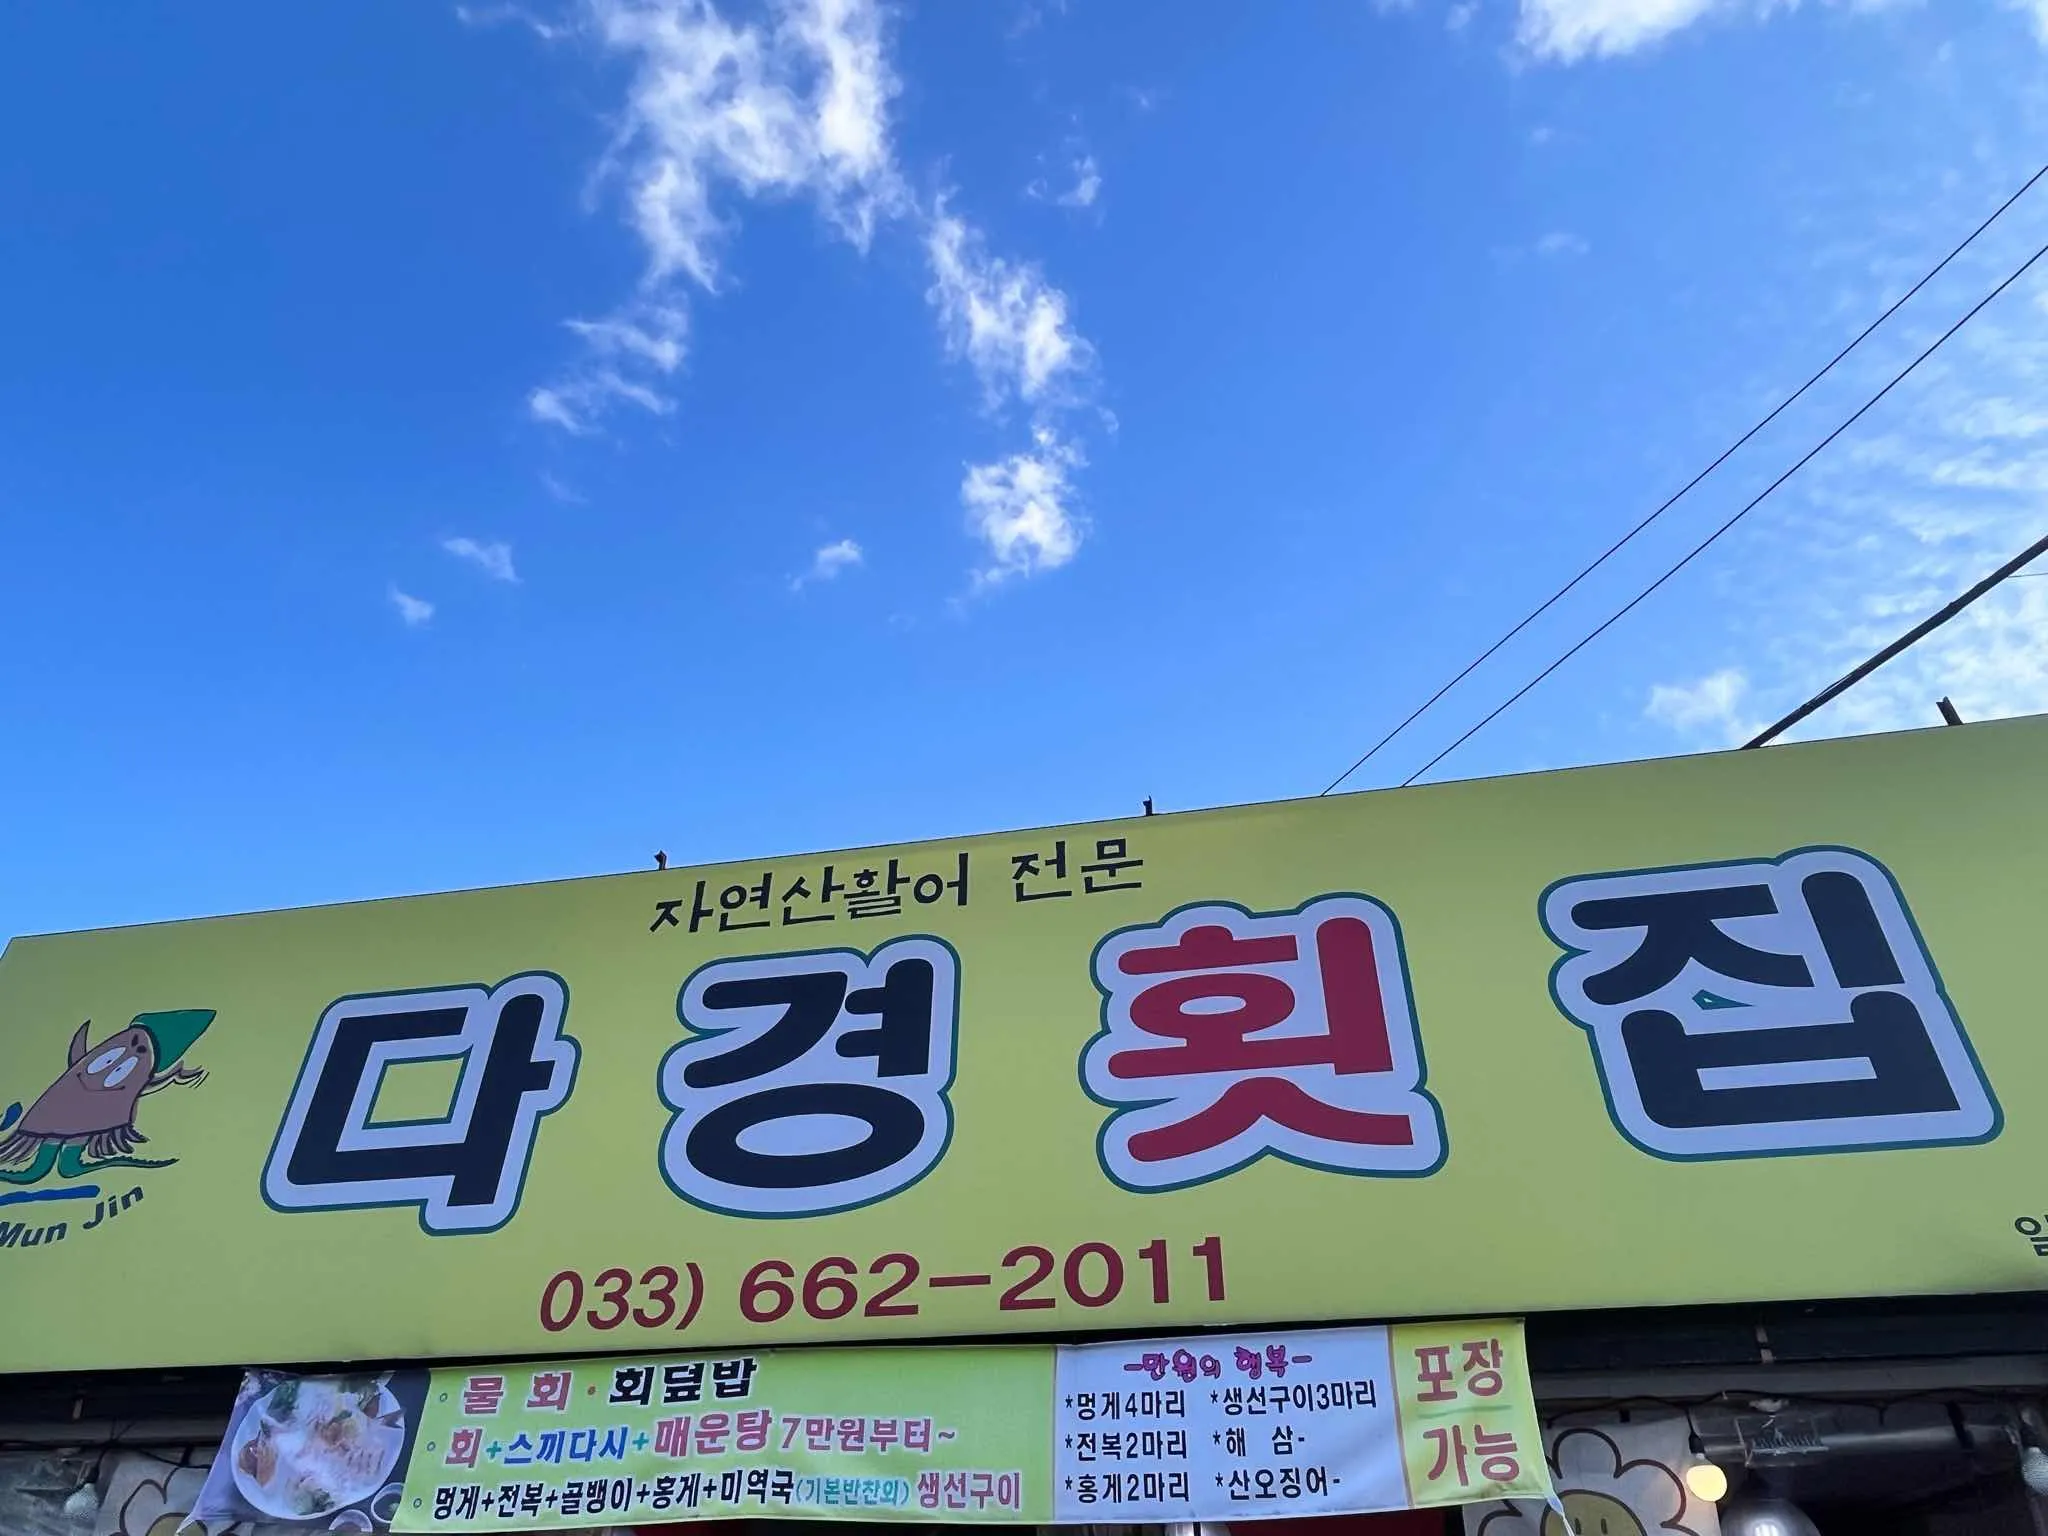 자연산활어 전문
다경횟집
Mun Jin
033) 662-2011
물 회 · 회덮밥
회+스끼다시+매운탕 7만원부터~
멍게+전복+골뱅이+홍게+미역국(기본반찬외) 생선구이
-만원의 행복-
*멍게4마리 *생선구이3마리
*전복2마리 *해 삼-
*홍게2마리 *산오징어-
포장
가능